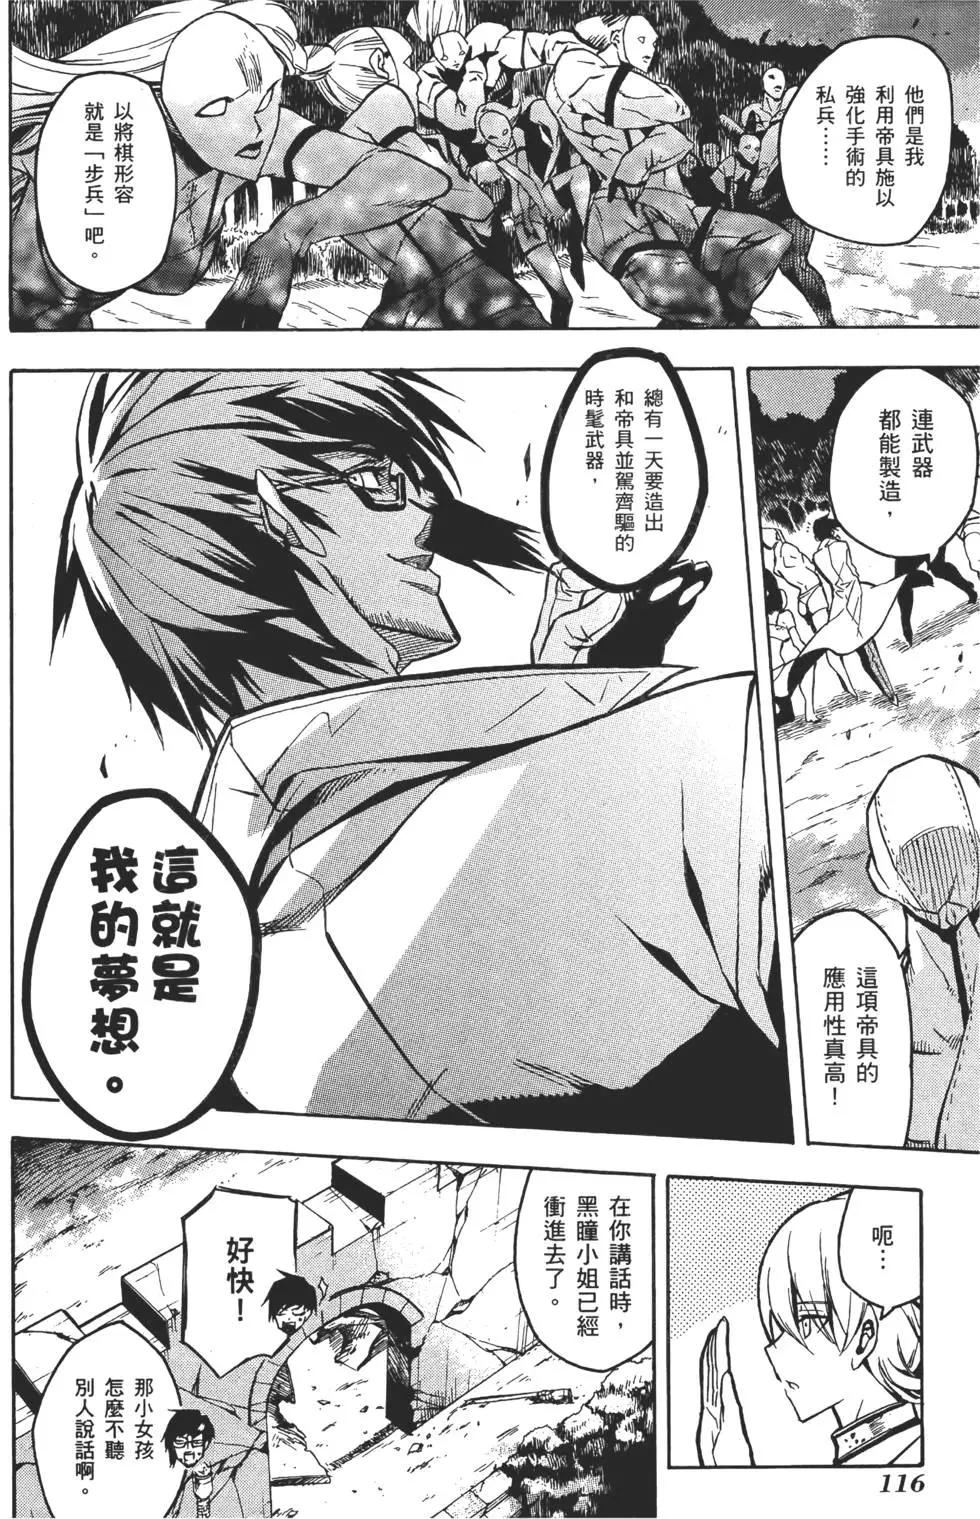 他們是我
利用帝具施以
強化手術的
私兵……
以將棋形容
就是「步兵」吧。
連武器
都能製造，
這項帝具的
應用性真高！
總有一天要造出
和帝具並駕齊驅的
時髦武器，
這就是
我的夢想。
呃…
在你講話時，
黑瞳小姐已經
衝進去了。
好快！
那小女孩
怎麼不聽
別人說話啊。
116